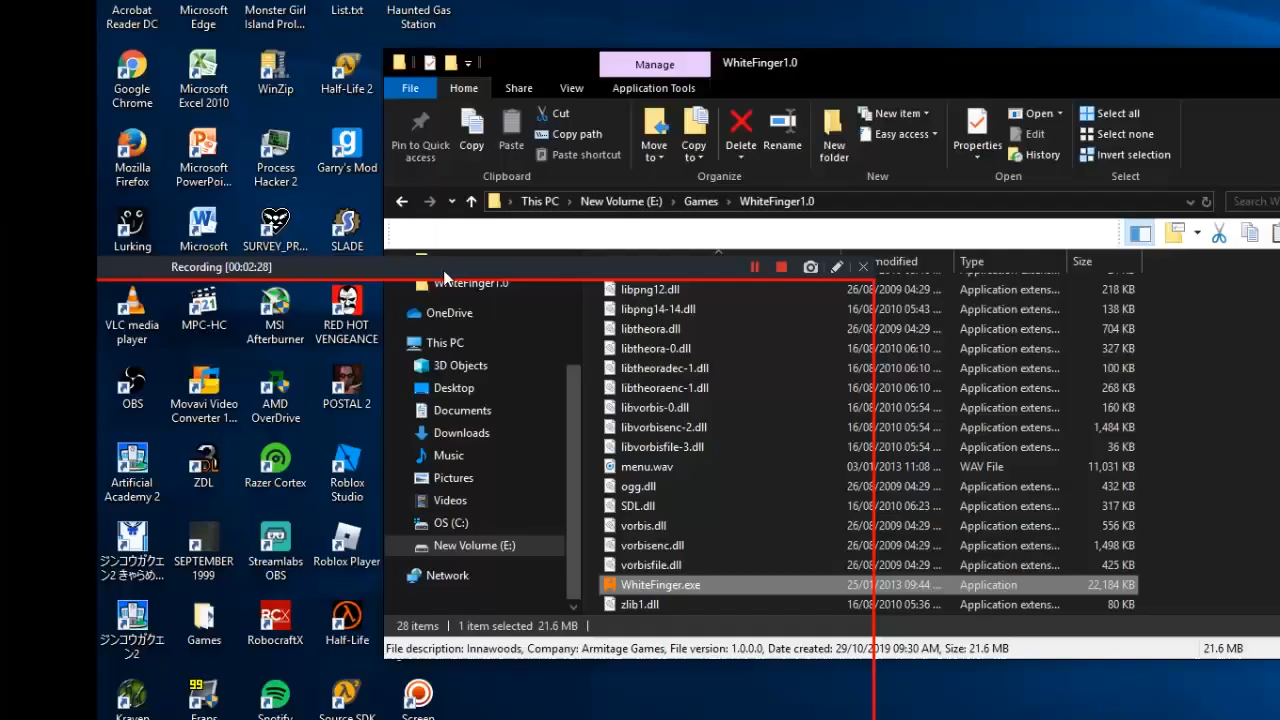 Acrobat
Reader DC
Microsoft
Edge
Monster Girl
Island Prol...
List.txt
Haunted Gas
Station
Google
Chrome
Microsoft
Excel 2010
WinZip
Half-Life 2
Mozilla
Firefox
Microsoft
PowerPoi...
Process
Hacker 2
Garry's Mod
Lurking
Microsoft
SURVEY_PR...
SLADE
Manage
WhiteFinger1.0
File
Home
Share
View
Application Tools
Pin to Quick
access
Copy
Paste
Cut
Copy path
Paste shortcut
Clipboard
Move
to
Copy
to
Delete
Rename
Organize
New
folder
New item
Easy access
New
Properties
Open
Edit
History
Open
Select all
Select none
Invert selection
Select
This PC
New Volume (E:)
Games
WhiteFinger1.0
Search W
Recording [00:02:28]
modified
Type
Size
WhiteFinger1.0
OneDrive
This PC
3D Objects
Desktop
Documents
Downloads
Music
Pictures
Videos
OS (C:)
New Volume (E:)
Network
libpng12.dll 26/08/2009 04:29 ... Application extens... 218 KB
libpng14-14.dll 16/08/2010 05:43 ... Application extens... 138 KB
libtheora.dll 26/08/2009 04:29 ... Application extens... 704 KB
libtheora-0.dll 16/08/2010 06:10 ... Application extens... 327 KB
libtheoradec-1.dll 16/08/2010 06:10 ... Application extens... 100 KB
libtheoraenc-1.dll 16/08/2010 06:10 ... Application extens... 268 KB
libvorbis-0.dll 16/08/2010 05:54 ... Application extens... 160 KB
libvorbisenc-2.dll 16/08/2010 05:54 ... Application extens... 1,484 KB
libvorbisfile-3.dll 16/08/2010 05:54 ... Application extens... 36 KB
menu.wav 03/01/2013 11:08 ... WAV File 11,031 KB
ogg.dll 26/08/2009 04:29 ... Application extens... 432 KB
SDL.dll 16/08/2010 06:23 ... Application extens... 317 KB
vorbis.dll 26/08/2009 04:29 ... Application extens... 556 KB
vorbisenc.dll 26/08/2009 04:29 ... Application extens... 1,498 KB
vorbisfile.dll 26/08/2009 04:29 ... Application extens... 425 KB
WhiteFinger.exe 25/01/2013 09:44 ... Application 22,184 KB
zlib1.dll 16/08/2010 05:36 ... Application extens... 80 KB
28 items
1 item selected 21.6 MB
File description: Innawoods, Company: Armitage Games, File version: 1.0.0.0, Date created: 29/10/2019 09:30 AM, Size: 21.6 MB
21.6 MB
VLC media
player
MPC-HC
MSI
Afterburner
RED HOT
VENGEANCE
OBS
Movavi Video
Converter 1...
AMD
OverDrive
POSTAL 2
Artificial
Academy 2
ZDL
Razer Cortex
Roblox
Studio
ジンコウガクエ
ン2 きゃらめ...
SEPTEMBER
1999
Streamlabs
OBS
Roblox Player
ジンコウガクエ
ン2
Games
RCX
RobocraftX
Half-Life
99
Kraven
Fraps
Spotify
Source SDK
Screen